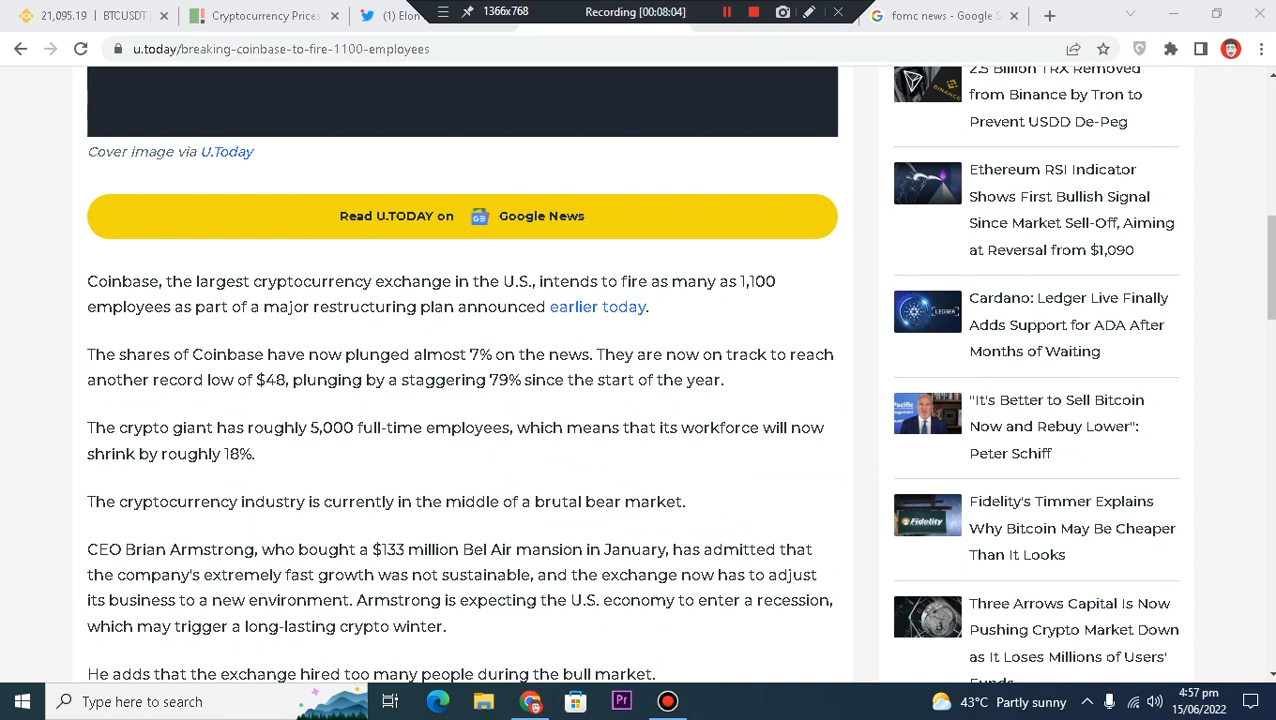 21,095.19 | BTCUSDT
Cryptocurrency Prices
(1) Elon
1366x768
Recording [00:08:04]
fomc news - Google S
u.today/breaking-coinbase-to-fire-1100-employees
Cover image via U.Today
Read U.TODAY on Google News
Coinbase, the largest cryptocurrency exchange in the U.S., intends to fire as many as 1,100
employees as part of a major restructuring plan announced earlier today.
The shares of Coinbase have now plunged almost 7% on the news. They are now on track to reach
another record low of $48, plunging by a staggering 79% since the start of the year.
The crypto giant has roughly 5,000 full-time employees, which means that its workforce will now
shrink by roughly 18%.
The cryptocurrency industry is currently in the middle of a brutal bear market.
CEO Brian Armstrong, who bought a $133 million Bel Air mansion in January, has admitted that
the company's extremely fast growth was not sustainable, and the exchange now has to adjust
its business to a new environment. Armstrong is expecting the U.S. economy to enter a recession,
which may trigger a long-lasting crypto winter.
He adds that the exchange hired too many people during the bull market.
2.5 Billion TRX Removed
from Binance by Tron to
Prevent USDD De-Peg
Ethereum RSI Indicator
Shows First Bullish Signal
Since Market Sell-Off, Aiming
at Reversal from $1,090
LEDGER
Cardano: Ledger Live Finally
Adds Support for ADA After
Months of Waiting
Pacific
"It's Better to Sell Bitcoin
Now and Rebuy Lower":
Peter Schiff
Fidelity
Fidelity's Timmer Explains
Why Bitcoin May Be Cheaper
Than It Looks
Three Arrows Capital Is Now
Pushing Crypto Market Down
as It Loses Millions of Users'
Funds
Type here to search
Pr
43°C Partly sunny
4:57 pm
15/06/2022